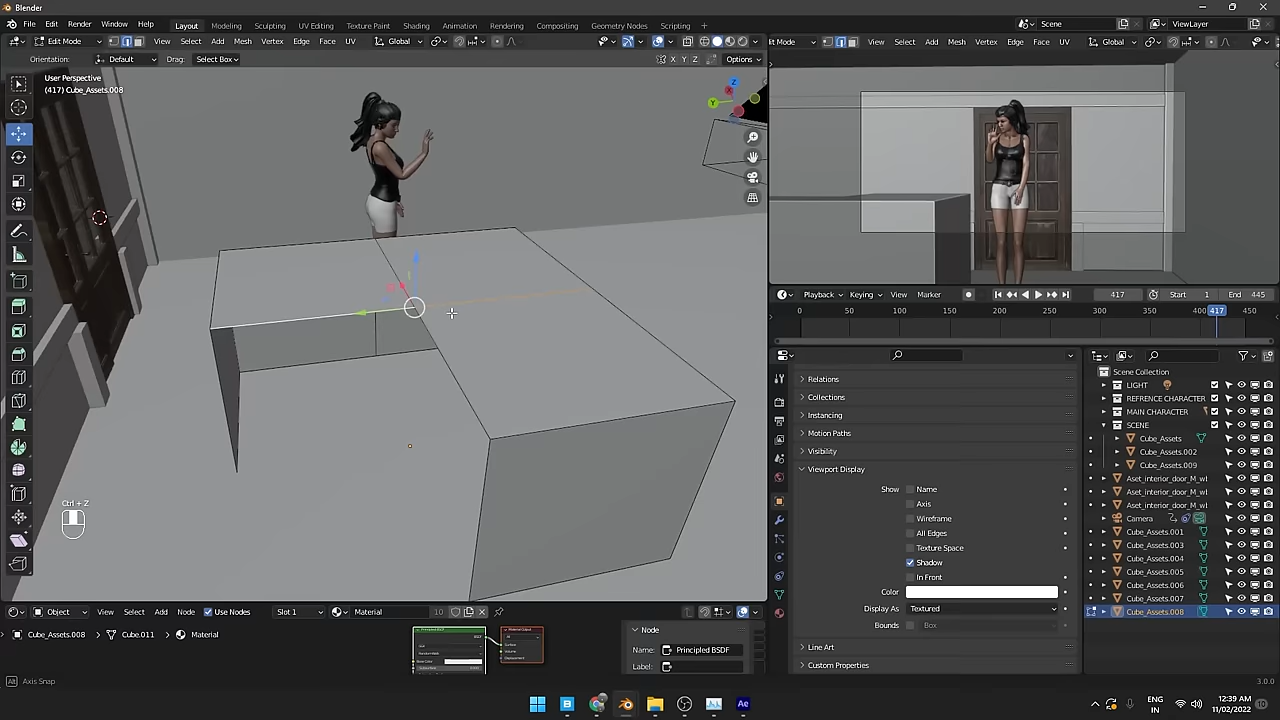 Blender
File Edit Render Window Help
Layout Modeling Sculpting UV Editing Texture Paint Shading Animation Rendering Compositing Geometry Nodes Scripting +
Scene
ViewLayer
Edit Mode View Select Add Mesh Vertex Edge Face UV Global
it Mode View Select Add Mesh Vertex Edge Face UV Global
Orientation: Default Drag: Select Box
X Y Z Options
User Perspective
(417) Cube_Assets.008
Z
X
Y
Ctrl + Z
Playback Keying View Marker 417 Start 1 End 445
0 50 100 150 200 250 300 350 400 417 450
Relations
Collections
Instancing
Motion Paths
Visibility
Viewport Display
Show Name
Axis
Wireframe
All Edges
Texture Space
Shadow
In Front
Color
Display As Textured
Bounds Box
Line Art
Custom Properties
Scene Collection
LIGHT
REFRENCE CHARACTER
MAIN CHARACTER
SCENE
Cube_Assets
Cube_Assets.002
Cube_Assets.009
Aset_interior_door_M_wl
Aset_interior_door_M_wl
Aset_interior_door_M_wl
Camera
Cube_Assets.001
Cube_Assets.003
Cube_Assets.004
Cube_Assets.005
Cube_Assets.006
Cube_Assets.007
Cube_Assets.008
Object View Select Add Node Use Nodes Slot 1 Material 10
Cube_Assets.008 Cube.011 Material
Node
Name: Principled BSDF
Label:
Axis Snap
3.0.0
Ae
ENG
IN
12:39 AM
11/02/2022